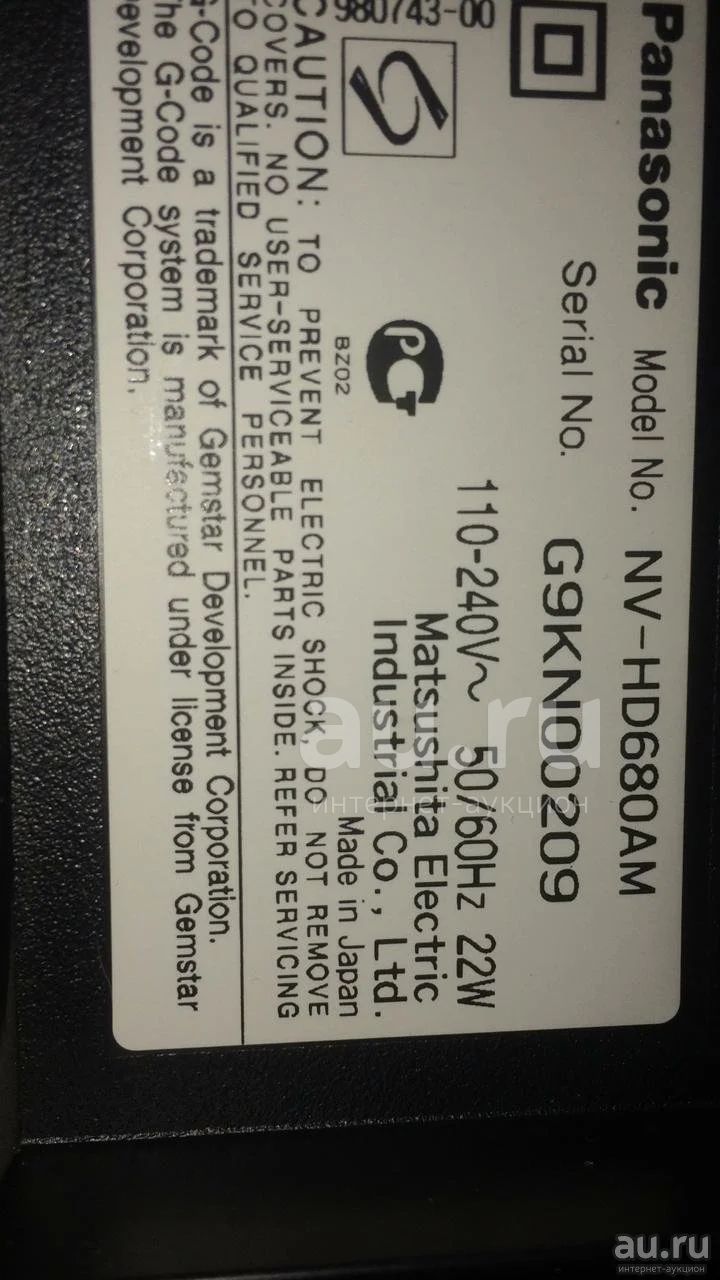 Panasonic Model No. NV-HD680AM
Serial No. G9KN00209
110-240V~ 50/60Hz 22W
Matsushita Electric
Industrial Co., Ltd.
Made in Japan
980743-00
PCT
BZ02
CAUTION: TO PREVENT ELECTRIC SHOCK, DO NOT REMOVE
COVERS. NO USER-SERVICEABLE PARTS INSIDE. REFER SERVICING
TO QUALIFIED SERVICE PERSONNEL.
G-Code is a trademark of Gemstar Development Corporation.
The G-Code system is manufactured under license from Gemstar
Development Corporation.
au.ru
интернет-аукцион
au.ru
интернет-аукцион